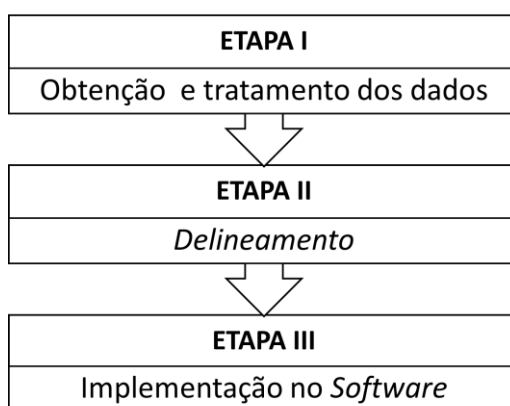 ETAPA I
Obtenção e tratamento dos dados
ETAPA II
Delineamento
ETAPA III
Implementação no Software